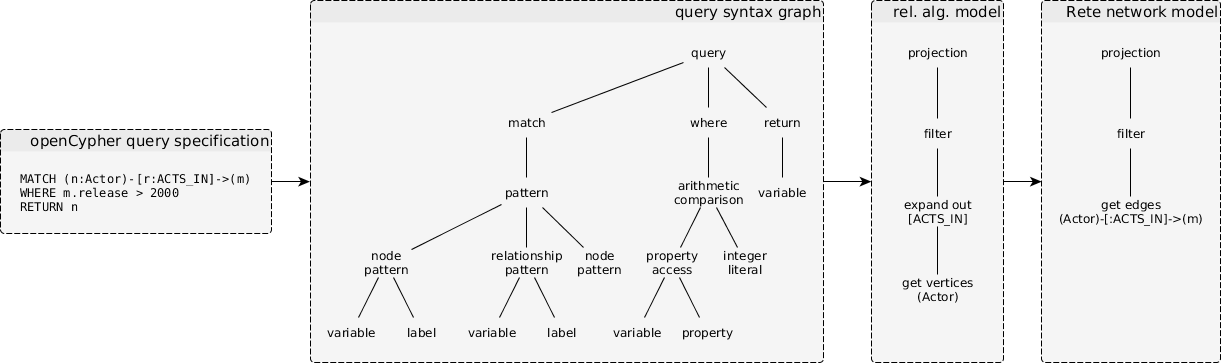 openCypher query specification
MATCH (n:Actor)-[r:ACTS_IN]->(m)
WHERE m.release > 2000
RETURN n
query syntax graph
query
match
where
return
pattern
arithmetic
comparison
variable
node
pattern
relationship
pattern
node
pattern
property
access
integer
literal
variable
label
variable
label
variable
property
rel. alg. model
projection
filter
expand out
[ACTS_IN]
get vertices
(Actor)
Rete network model
projection
filter
get edges
(Actor)-[:ACTS_IN]->(m)